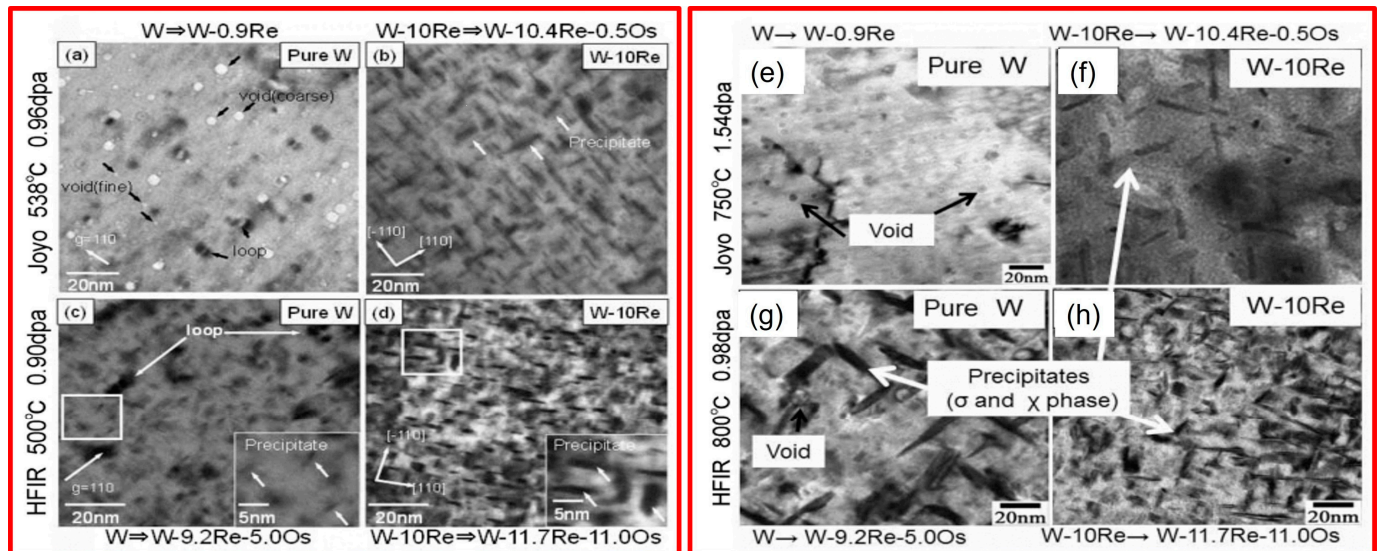 W⇒W-0.9Re
W-10Re⇒W-10.4Re-0.5Os
Joyo 538°C 0.96dpa
(a)
Pure W
void(coarse)
void(fine)
loop
g=110
20nm
(b)
W-10Re
Precipitate
[-110]
[110]
20nm
HFIR 500°C 0.90dpa
(c)
Pure W
loop
Precipitate
g=110
20nm
5nm
(d)
W-10Re
[-110]
[110]
Precipitate
20nm
5nm
W⇒W-9.2Re-5.0Os
W-10Re⇒W-11.7Re-11.0Os
W→ W-0.9Re
W-10Re→ W-10.4Re-0.5Os
Joyo 750°C 1.54dpa
(e)
Pure W
Void
20nm
(f)
W-10Re
HFIR 800°C 0.98dpa
(g)
Pure W
Precipitates
(σ and χ phase)
Void
20nm
(h)
W-10Re
20nm
W→ W-9.2Re-5.0Os
W-10Re→ W-11.7Re-11.0Os